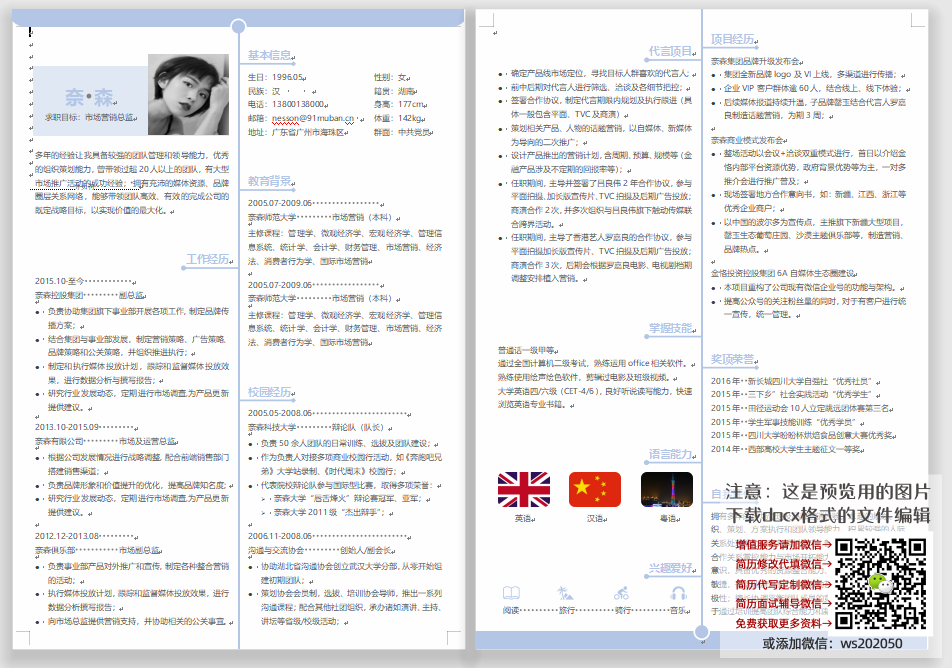 奈·森
求职目标：市场营销总监
多年的经验让我具备较强的团队管理和领导能力，优秀
的组织策划能力，曾带领过超 20 人以上的团队，有大型
市场推广活动的成功经验；拥有充沛的媒体资源、品牌
圈层关系网络，能够带领团队高效、有效的完成公司的
既定战略目标，以实现价值的最大化。
工作经历
2015.10-至今
奈森控股集团 副总监
• 负责协助集团旗下事业部开展各项工作, 制定品牌传
播方案；
• 结合集团与事业部发展，制定营销策略、广告策略、
品牌策略和公关策略，并组织推进执行；
• 制定和执行媒体投放计划，跟踪和监督媒体投放效
果，进行数据分析与撰写报告；
• 研究行业发展动态，定期进行市场调查,为产品更新
提供建议。
2013.10-2015.09
奈森有限公司 市场及运营总监
• 根据公司发展情况进行战略调整, 配合前端销售部门
搭建销售渠道；
• 负责品牌形象和价值提升的优化，提高品牌知名度；
• 研究行业发展动态，定期进行市场调查,为产品更新
提供建议。
2012.12-2013.08
奈森俱乐部 市场副总监
• 负责事业部产品对外推广和宣传, 制定各种整合营销
的活动；
• 执行媒体投放计划，跟踪和监督媒体投放效果，进行
数据分析撰写报告；
• 向市场总监提供营销支持，并协助相关的公关事宜。
基本信息
生日：1996.05 性别：女
民族：汉 籍贯：湖南
电话：13800138000 身高：177cm
邮箱：nesson@91muban.cn 体重：142kg
地址：广东省广州市海珠区 群面：中共党员
教育背景
2005.07-2009.06
奈森师范大学 市场营销（本科）
主修课程：管理学、微观经济学、宏观经济学、管理信
息系统、统计学、会计学、财务管理、市场营销、经济
法、消费者行为学、国际市场营销
2005.07-2009.06
奈森师范大学 市场营销（本科）
主修课程：管理学、微观经济学、宏观经济学、管理信
息系统、统计学、会计学、财务管理、市场营销、经济
法、消费者行为学、国际市场营销
校园经历
2005.05-2008.06
奈森科技大学 辩论队（队长）
• 负责 50 余人团队的日常训练、选拔及团队建设；
• 作为负责人对接多项商业校园行活动，如《奔跑吧兄
弟》大学站录制、《时代周末》校园行；
• 代表院校辩论队参与国际型比赛，取得多项荣誉：
➢ 奈森大学“启舌烽火”辩论赛冠军、亚军；
➢ 奈森大学 2011 级“杰出辩手”；
2006.11-2008.06
沟通与交流协会 创始人/副会长
• 协助湖北省沟通协会创立武汉大学分部, 从零开始组
建初期团队；
• 策划协会会员制，选拔、培训协会导师，推出一系列
沟通课程；配合其他社团组织，承办诸如演讲、主持、
讲坛等省级/校级活动；
代言项目
• 确定产品线市场定位，寻找目标人群喜欢的代言人；
• 前中后期对代言人进行筛选、洽谈及各细节把控；
• 签署合作协议，制定代言期限内规划及执行跟进（具
体一般包含平面、TVC 及商演）
• 策划相关产品、人物的话题营销，以自媒体、新媒体
为导向的二次推广；
• 设计产品推出的营销计划，含周期, 预算, 规模等（金
融产品涉及不定期的回报率等）；
• 任职期间，主导并签署了吕良伟 2 年合作协议，参与
平面拍摄, 加长版宣传片、TVC 拍摄及后期广告投放；
商演合作 2 次，并多次组织与吕良伟旗下触动传媒联
合跨界活动。
• 任职期间，主导了香港艺人罗嘉良的合作协议，参与
平面拍摄加长版宣传片、TVC 拍摄及后期广告投放；
商演合作 3 次，后期会根据罗嘉良电影、电视剧档期
调整安排植入营销。
掌握技能
普通话一级甲等
通过全国计算机二级考试，熟练运用 office 相关软件。
熟练使用绘声绘色软件，剪辑过电影及班级视频。
大学英语四/六级（CET-4/6），良好听说读写能力，快速
浏览英语专业书籍。
语言能力
英语 汉语 粤语
兴趣爱好
阅读 旅行 骑行 音乐
项目经历
奈森集团品牌升级发布会
• 集团全新品牌 logo 及 VI 上线，多渠道进行传播；
• 企业 VIP 客户群体逾 60 人，结合线上、线下体验；
• 后续媒体报道持续升温，子品牌罄玉结合代言人罗嘉
良制造话题营销，为期 3 周；
奈森商业模式发布会
• 整场活动以会议+洽谈双重模式进行，首日以介绍金
恪内部平台资源优势，政府背景优势等为主，一对多
推介会进行推广普及；
• 现场签署地方合作意向书，如：新疆、江西、浙江等
优秀企业商户；
• 以中国的波尔多为宣传点，主推旗下新疆大型项目，
罄玉生态葡萄庄园、沙漠主题俱乐部等，制造营销、
品牌热点。
金恪投资控股集团 6A 自媒体生态圈建设
• 本项目重构了公司现有微信企业号的功能与架构。
• 提高公众号的关注粉丝量的同时，对于有客户进行统
一宣传，统一管理。
奖项荣誉
2016 年 新长城四川大学自强社“优秀社员”
2015 年 三下乡”社会实践活动“优秀学生”
2015 年 田径运动会 10 人立定跳远团体赛第三名
2015 年 学生军事技能训练“优秀学员”
2015 年 四川大学盼盼杯烘焙食品创意大赛优秀奖
2014 年 西部高校大学生主题征文一等奖
注意：这是预览用的图片
下载docx格式的文件编辑
增值服务请加微信→
简历修改代填微信→
简历代写定制微信→
简历面试辅导微信→
免费获取更多资料→
或添加微信：ws202050